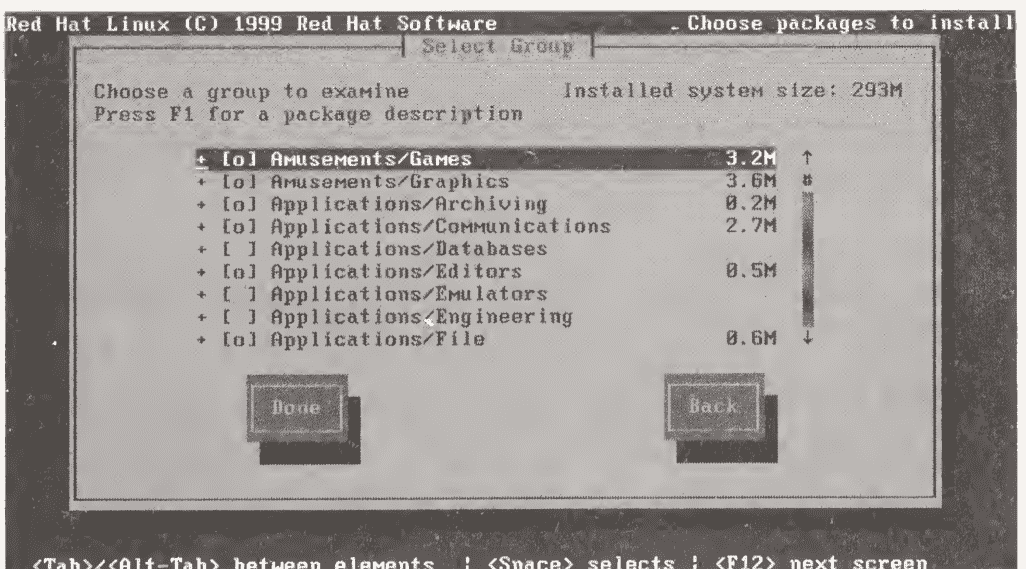 Red Hat Linux (C) 1999 Red Hat Software Choose packages to install
Select Group
Choose a group to examine Installed system size: 293M
Press F1 for a package description
+ [o] Amusements/Games 3.2M ↑
+ [o] Amusements/Graphics 3.6M #
+ [o] Applications/Archiving 0.2M
+ [o] Applications/Communications 2.7M
+ [ ] Applications/Databases
+ [o] Applications/Editors 0.5M
+ [ ] Applications/Emulators
+ [ ] Applications/Engineering
+ [o] Applications/File 0.6M ↓
Done Back
<Tab>/<Alt-Tab> between elements ¦ <Space> selects ¦ <F12> next screen